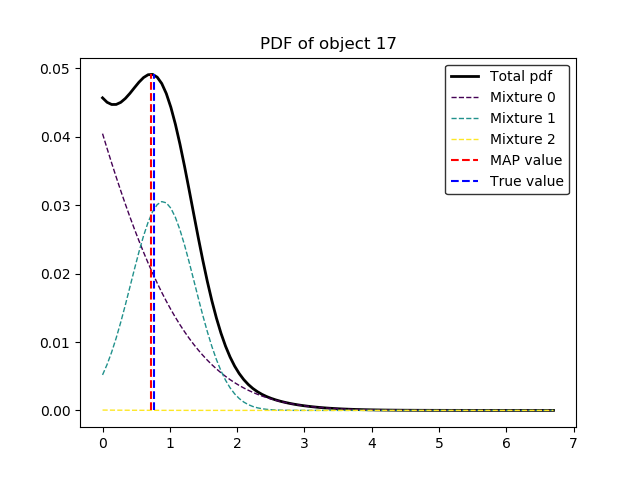 PDF of object 17
0.05
0.04
0.03
0.02
0.01
0.00
0 1 2 3 4 5 6 7
Total pdf
Mixture 0
Mixture 1
Mixture 2
MAP value
True value